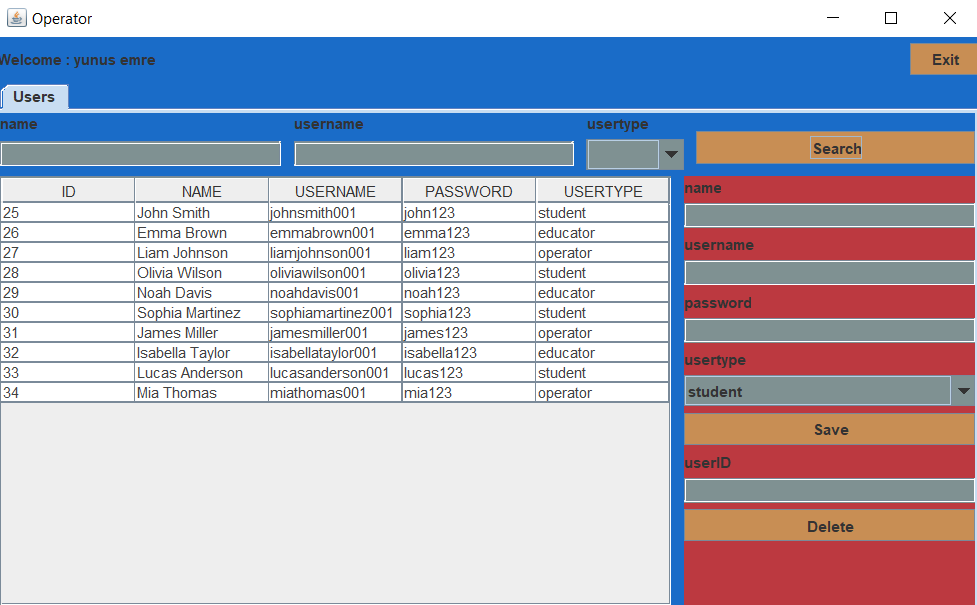 Operator
Welcome : yunus emre
Exit
Users
name username usertype
Search
ID NAME USERNAME PASSWORD USERTYPE
25 John Smith johnsmith001 john123 student
26 Emma Brown emmabrown001 emma123 educator
27 Liam Johnson liamjohnson001 liam123 operator
28 Olivia Wilson oliviawilson001 olivia123 student
29 Noah Davis noahdavis001 noah123 educator
30 Sophia Martinez sophiamartinez001 sophia123 student
31 James Miller jamesmiller001 james123 operator
32 Isabella Taylor isabellataylor001 isabella123 educator
33 Lucas Anderson lucasanderson001 lucas123 student
34 Mia Thomas miathomas001 mia123 operator
name
username
password
usertype
student
Save
userID
Delete